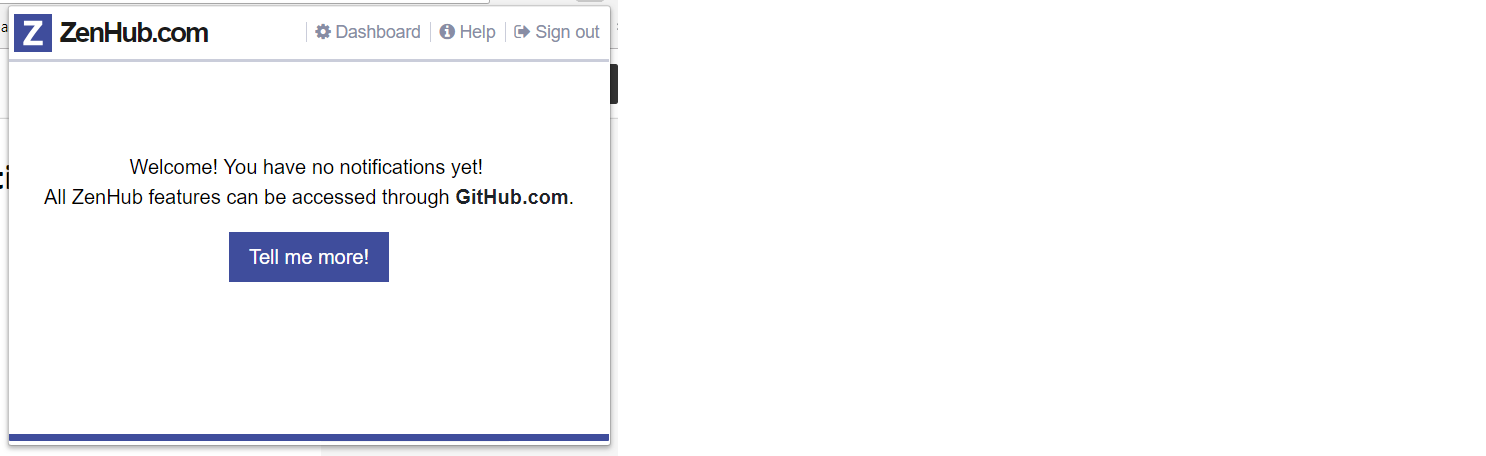 Z ZenHub.com Dashboard Help Sign out
Welcome! You have no notifications yet!
All ZenHub features can be accessed through GitHub.com.
Tell me more!